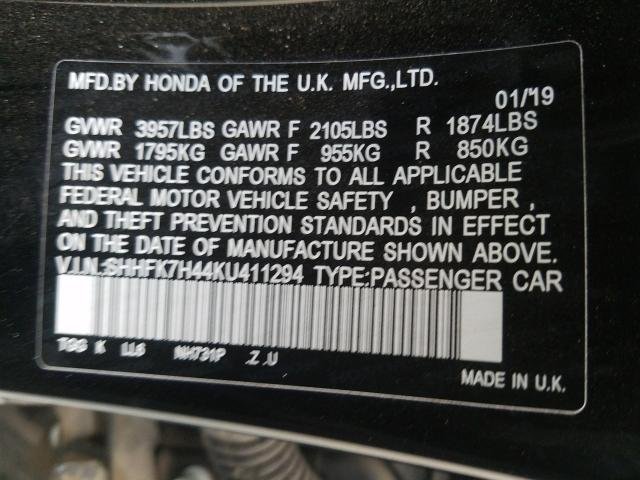 MFD.BY HONDA OF THE U.K. MFG.,LTD.
01/'19
GVWR 3957LBS GAWR F 2105LBS R 1874LBS
GVWR 1795KG GAWR F 955KG R 850KG
THIS VEHICLE CONFORMS TO ALL APPLICABLE
FEDERAL MOTOR VEHICLE SAFETY , BUMPER ,
AND THEFT PREVENTION STANDARDS IN EFFECT
ON THE DATE OF MANUFACTURE SHOWN ABOVE.
V.I.N:SHHFK7H44KU411294 TYPE:PASSENGER CAR
TGG K LL6 NH731P .Z .U
MADE IN U.K.